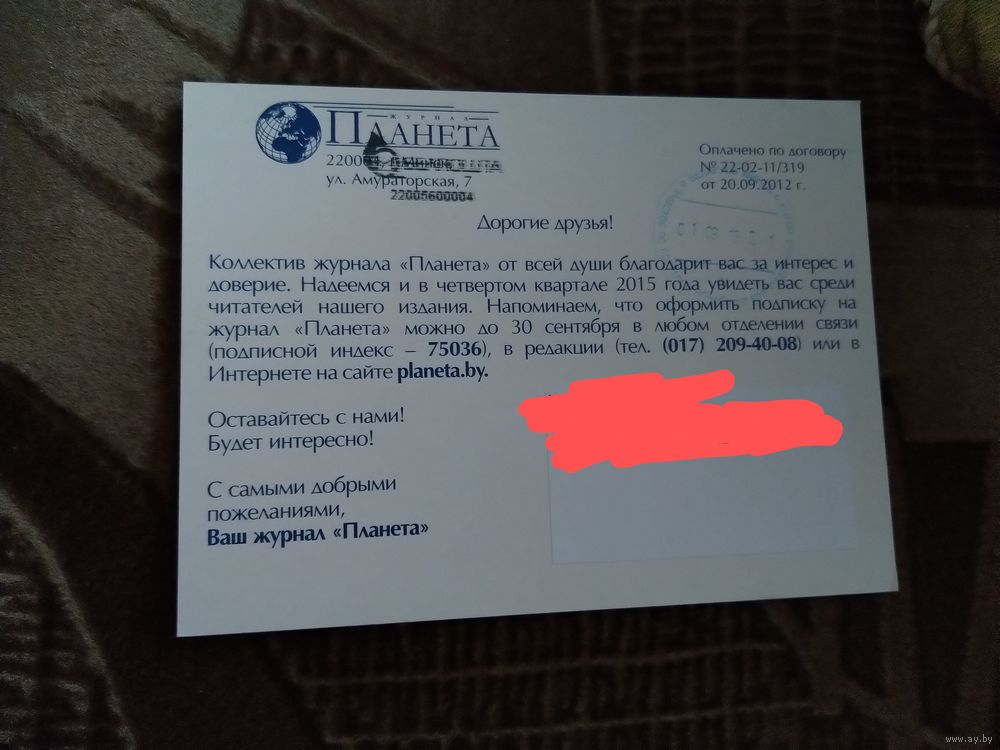 ЖУРНАЛ
ПЛАНЕТА
ул. Амураторская, 7
22005600004
Оплачено по договору
№ 22-02-11/319
от 20.09.2012 г.
Дорогие друзья!
Коллектив журнала «Планета» от всей души благодарит вас за интерес и
доверие. Надеемся и в четвертом квартале 2015 года увидеть вас среди
читателей нашего издания. Напоминаем, что оформить подписку на
журнал «Планета» можно до 30 сентября в любом отделении связи
(подписной индекс – 75036), в редакции (тел. (017) 209-40-08) или в
Интернете на сайте planeta.by.
Оставайтесь с нами!
Будет интересно!
С самыми добрыми
пожеланиями,
Ваш журнал «Планета»
www.ay.by